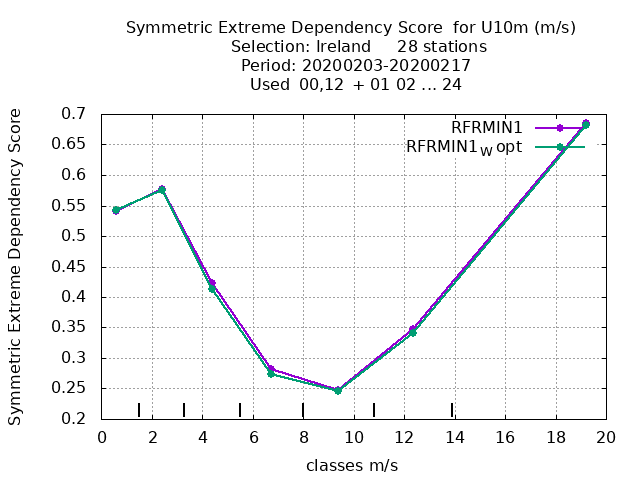 Symmetric Extreme Dependency Score  for U10m (m/s)
Selection: Ireland     28 stations
Period: 20200203-20200217
Used  00,12  + 01 02 ... 24
Symmetric Extreme Dependency Score
0.7
0.65
0.6
0.55
0.5
0.45
0.4
0.35
0.3
0.25
0.2
RFRMIN1
RFRMIN1W opt
0 2 4 6 8 10 12 14 16 18 20
classes m/s